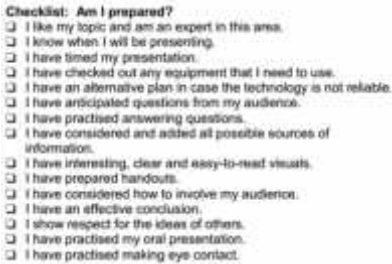 Checklist: Am I prepared?
❑ I like my topic and am an expert in this area.
❑ I know when I will be presenting.
❑ I have timed my presentation.
❑ I have checked out any equipment that I need to use.
❑ I have an alternative plan in case the technology is not reliable.
❑ I have anticipated questions from my audience.
❑ I have practised answering questions.
❑ I have considered and added all possible sources of
information.
❑ I have interesting, clear and easy-to-read visuals.
❑ I have prepared handouts.
❑ I have considered how to involve my audience.
❑ I have an effective conclusion.
❑ I show respect for the ideas of others.
❑ I have practised my oral presentation.
❑ I have practised making eye contact.